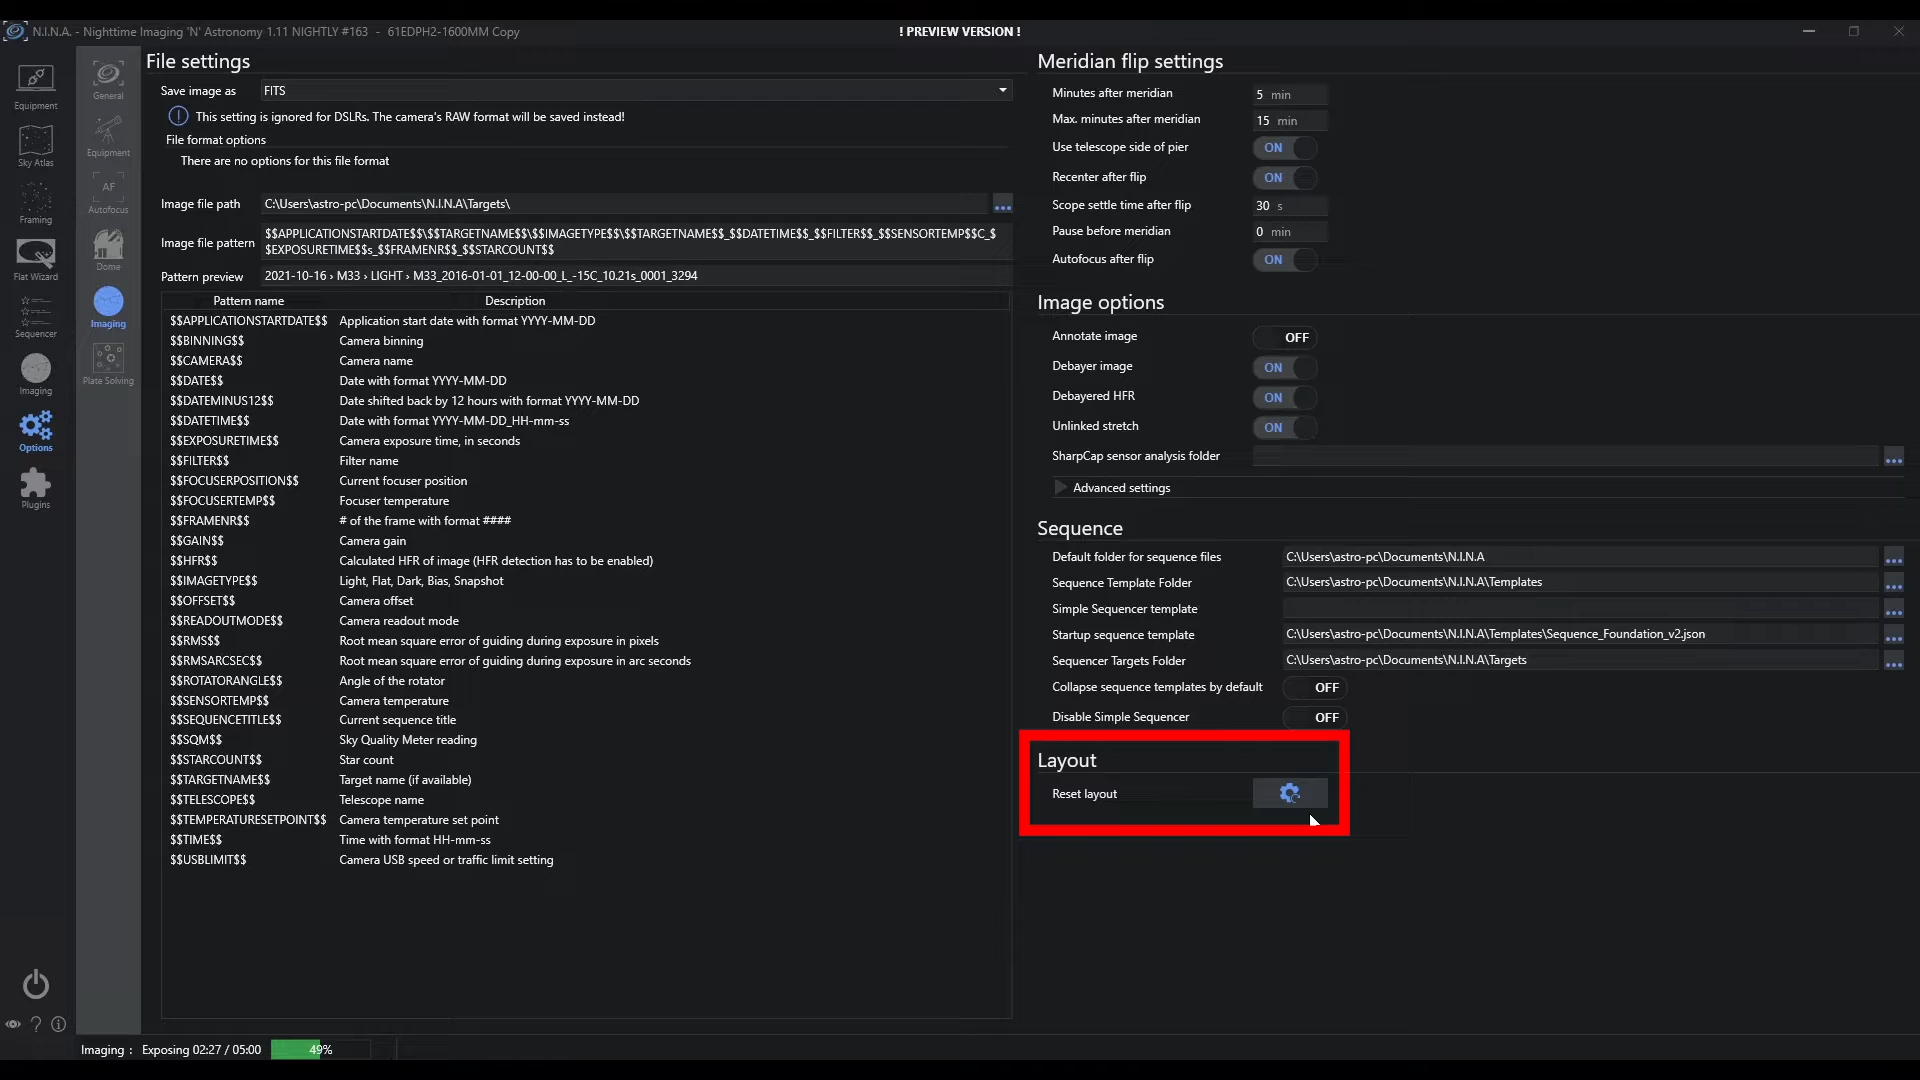 N.I.N.A. - Nighttime Imaging 'N' Astronomy 1.11 NIGHTLY #163 - 61EDPH2-1600MM Copy
! PREVIEW VERSION !
Equipment
Sky Atlas
Framing
Flat Wizard
Sequencer
Imaging
Options
Plugins
General
Equipment
AF
Autofocus
Dome
Imaging
Plate Solving
File settings
Save image as FITS
This setting is ignored for DSLRs. The camera's RAW format will be saved instead!
File format options
There are no options for this file format
Image file path C:\Users\astro-pc\Documents\N.I.N.A\Targets\
Image file pattern $$APPLICATIONSTARTDATE$$\$$TARGETNAME$$\$$IMAGETYPE$$\$$TARGETNAME$$_$$DATETIME$$_$$FILTER$$_$$SENSORTEMP$$C_$
$EXPOSURETIME$$s_$$FRAMENR$$_$$STARCOUNT$$
Pattern preview 2021-10-16 › M33 › LIGHT › M33_2016-01-01_12-00-00_L_-15C_10.21s_0001_3294
Pattern name Description
$$APPLICATIONSTARTDATE$$ Application start date with format YYYY-MM-DD
$$BINNING$$ Camera binning
$$CAMERA$$ Camera name
$$DATE$$ Date with format YYYY-MM-DD
$$DATEMINUS12$$ Date shifted back by 12 hours with format YYYY-MM-DD
$$DATETIME$$ Date with format YYYY-MM-DD_HH-mm-ss
$$EXPOSURETIME$$ Camera exposure time, in seconds
$$FILTER$$ Filter name
$$FOCUSERPOSITION$$ Current focuser position
$$FOCUSERTEMP$$ Focuser temperature
$$FRAMENR$$ # of the frame with format ####
$$GAIN$$ Camera gain
$$HFR$$ Calculated HFR of image (HFR detection has to be enabled)
$$IMAGETYPE$$ Light, Flat, Dark, Bias, Snapshot
$$OFFSET$$ Camera offset
$$READOUTMODE$$ Camera readout mode
$$RMS$$ Root mean square error of guiding during exposure in pixels
$$RMSARCSEC$$ Root mean square error of guiding during exposure in arc seconds
$$ROTATORANGLE$$ Angle of the rotator
$$SENSORTEMP$$ Camera temperature
$$SEQUENCETITLE$$ Current sequence title
$$SQM$$ Sky Quality Meter reading
$$STARCOUNT$$ Star count
$$TARGETNAME$$ Target name (if available)
$$TELESCOPE$$ Telescope name
$$TEMPERATURESETPOINT$$ Camera temperature set point
$$TIME$$ Time with format HH-mm-ss
$$USBLIMIT$$ Camera USB speed or traffic limit setting
Meridian flip settings
Minutes after meridian 5 min
Max. minutes after meridian 15 min
Use telescope side of pier ON
Recenter after flip ON
Scope settle time after flip 30 s
Pause before meridian 0 min
Autofocus after flip ON
Image options
Annotate image OFF
Debayer image ON
Debayered HFR ON
Unlinked stretch ON
SharpCap sensor analysis folder ...
Advanced settings
Sequence
Default folder for sequence files C:\Users\astro-pc\Documents\N.I.N.A
Sequence Template Folder C:\Users\astro-pc\Documents\N.I.N.A\Templates
Simple Sequencer template
Startup sequence template C:\Users\astro-pc\Documents\N.I.N.A\Templates\Sequence_Foundation_v2.json
Sequencer Targets Folder C:\Users\astro-pc\Documents\N.I.N.A\Targets
Collapse sequence templates by default OFF
Disable Simple Sequencer OFF
Layout
Reset layout
Imaging : Exposing 02:27 / 05:00 49%